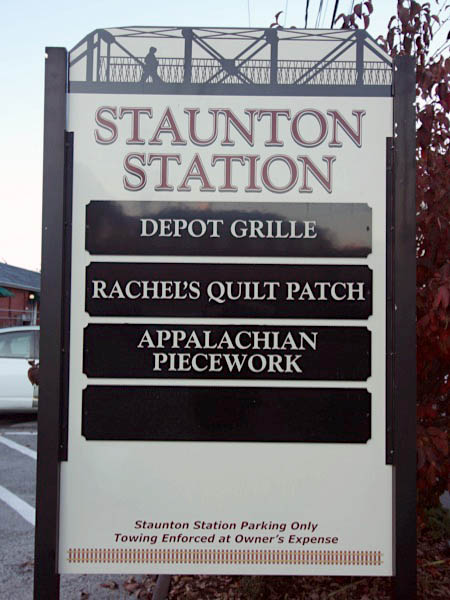 STAUNTON
STATION
DEPOT GRILLE
RACHEL'S QUILT PATCH
APPALACHIAN
PIECEWORK
Staunton Station Parking Only
Towing Enforced at Owner's Expense